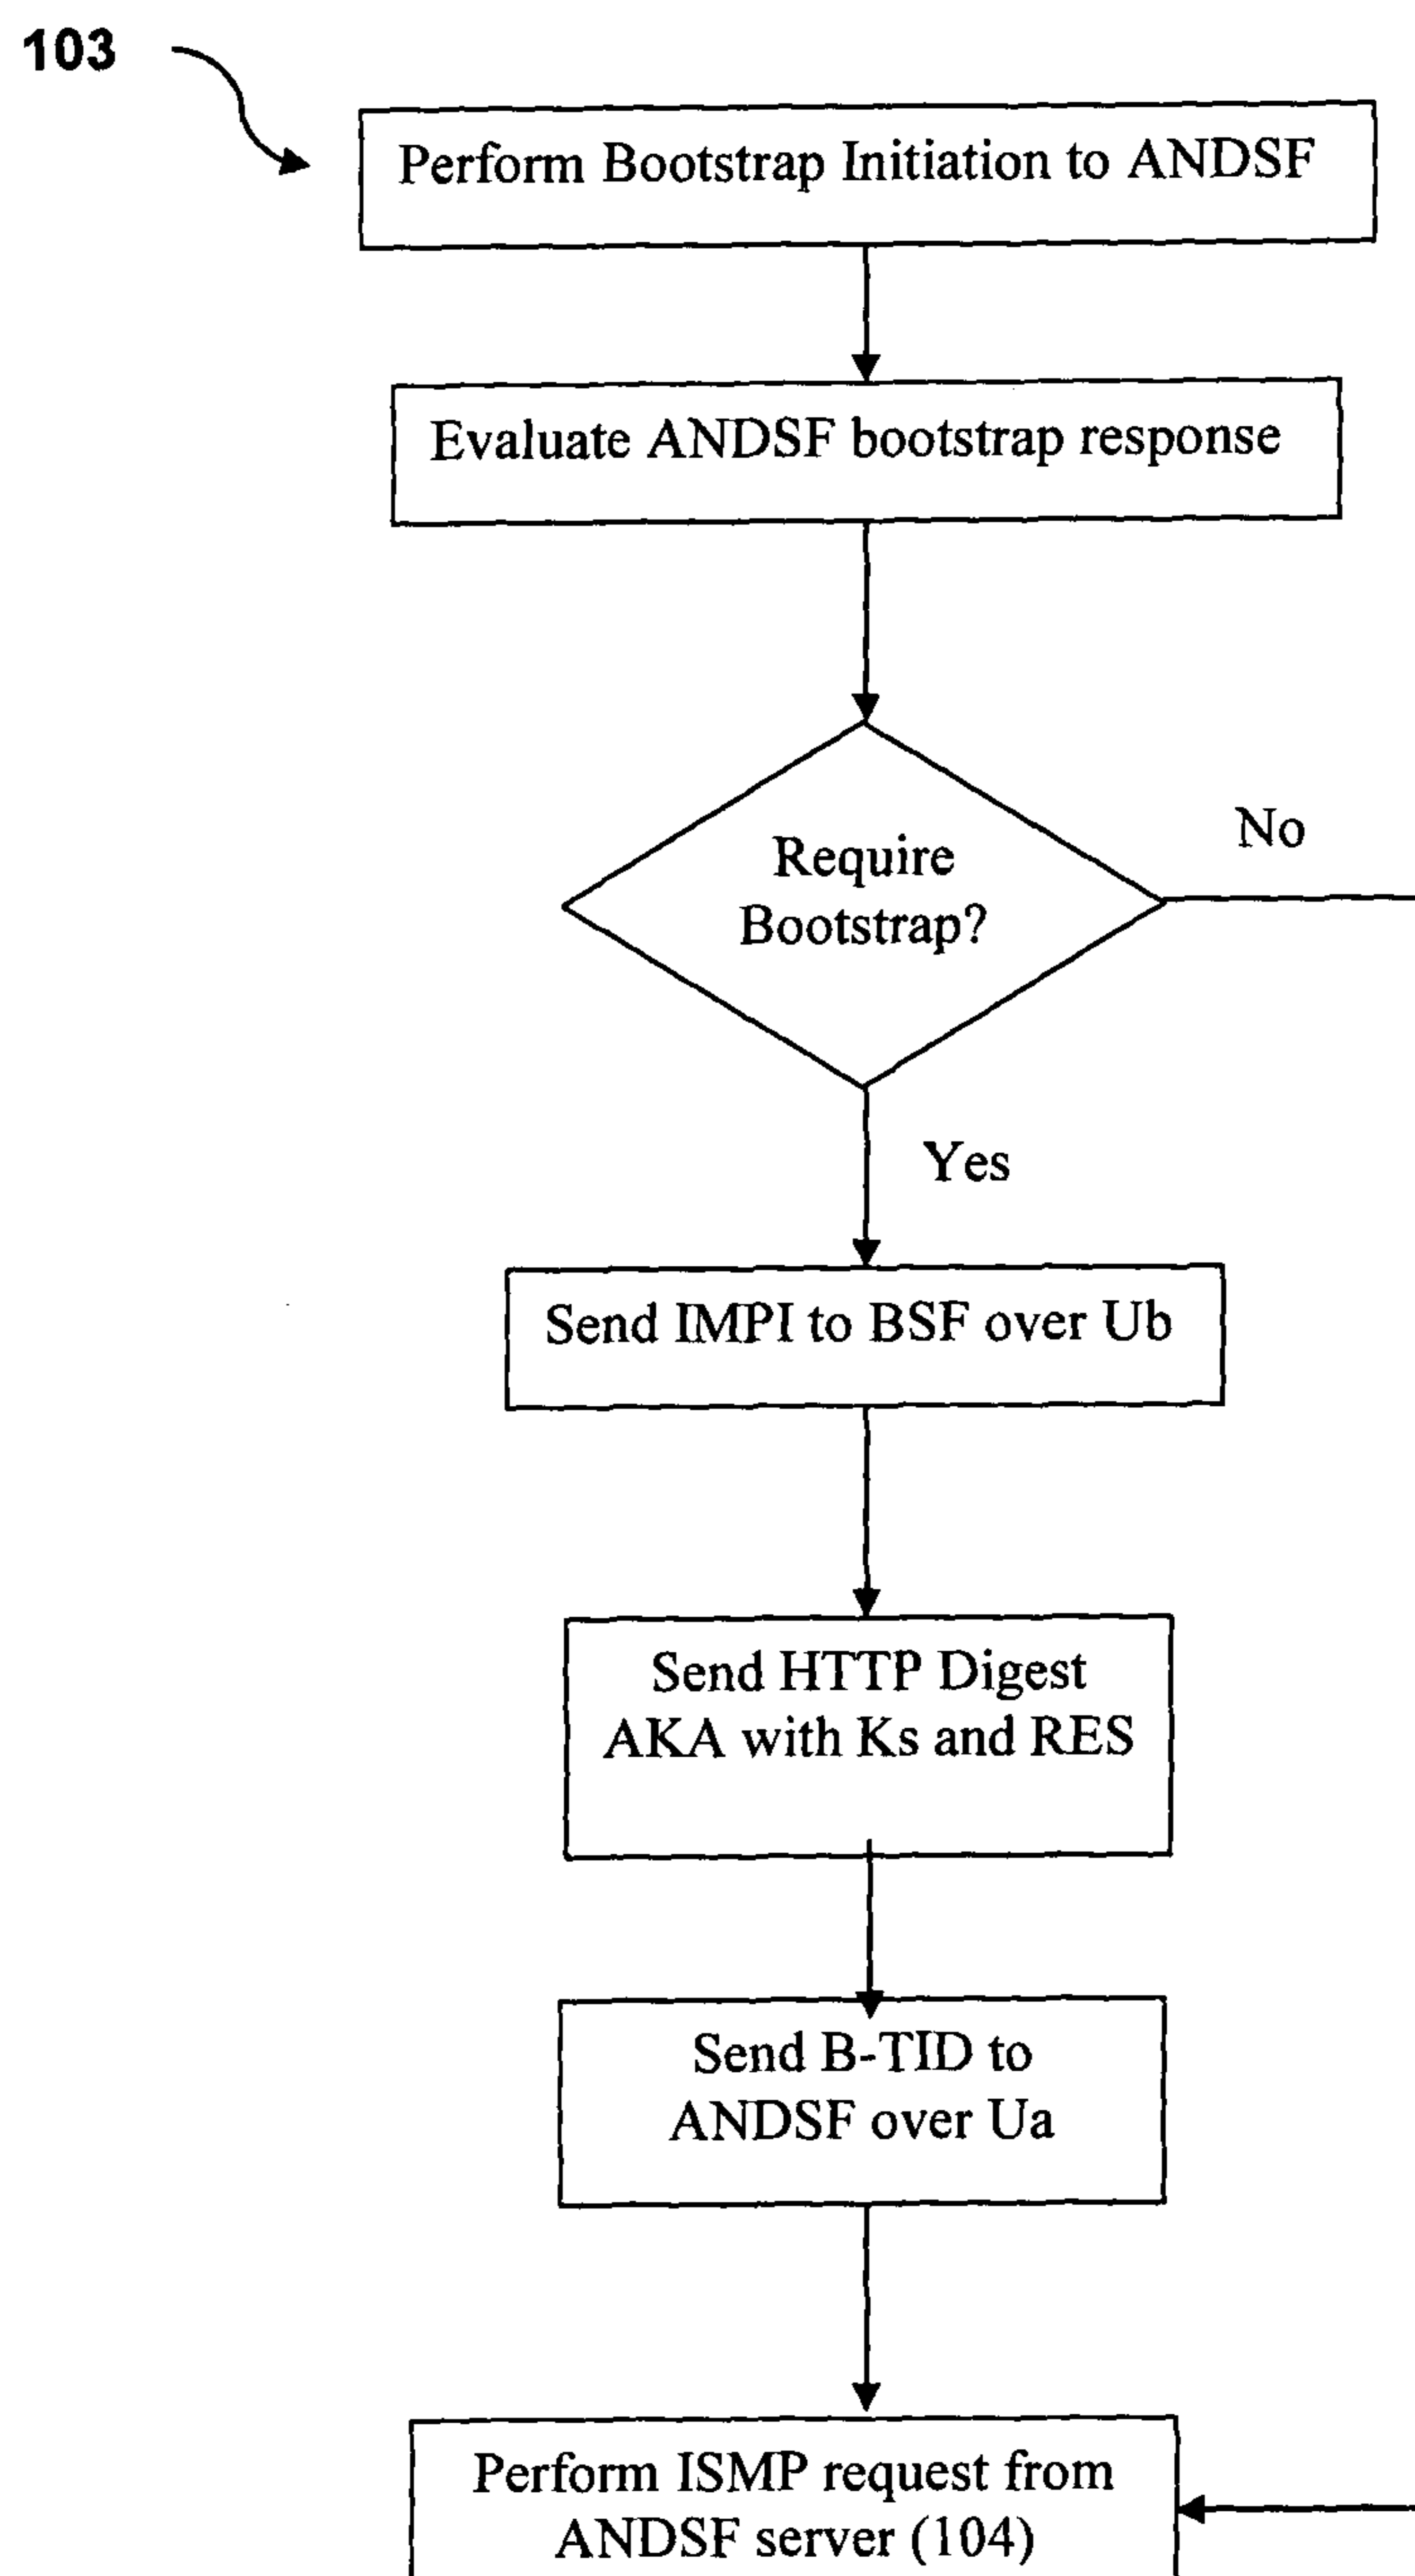 103
Perform Bootstrap Initiation to ANDSF
Evaluate ANDSF bootstrap response
Require
Bootstrap?
No
Yes
Send IMPI to BSF over Ub
Send HTTP Digest
AKA with Ks and RES
Send B-TID to
ANDSF over Ua
Perform ISMP request from
ANDSF server (104)